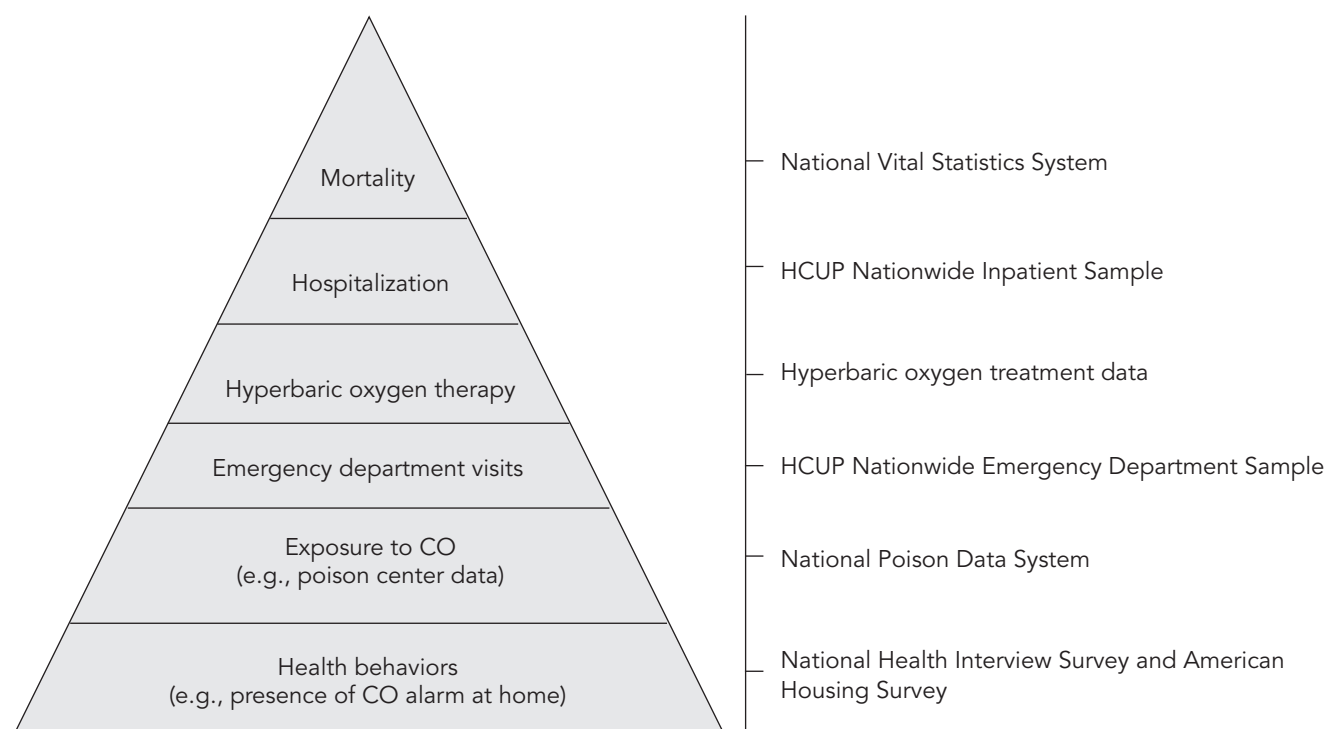 Mortality
National Vital Statistics System
Hospitalization
HCUP Nationwide Inpatient Sample
Hyperbaric oxygen therapy
Hyperbaric oxygen treatment data
Emergency department visits
HCUP Nationwide Emergency Department Sample
Exposure to CO
(e.g., poison center data)
National Poison Data System
Health behaviors
(e.g., presence of CO alarm at home)
National Health Interview Survey and American
Housing Survey